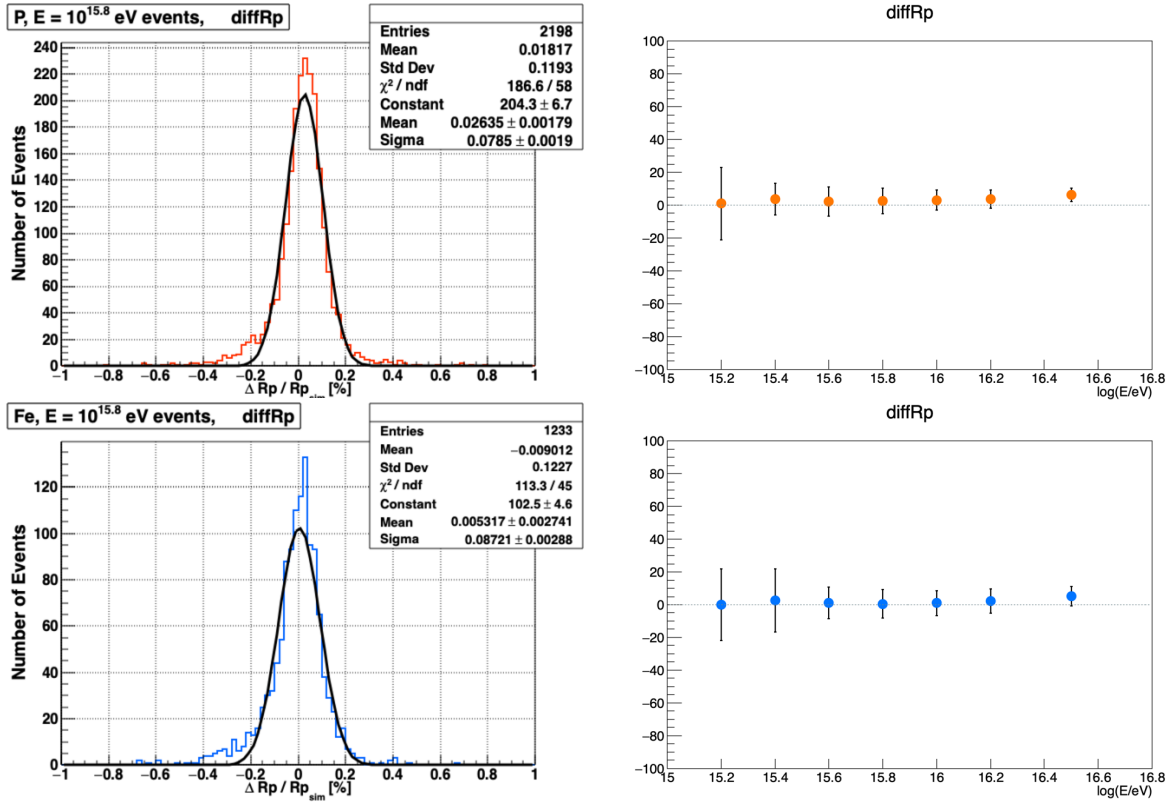 P, E = 10^15.8 eV events, diffRp
Entries 2198
Mean 0.01817
Std Dev 0.1193
χ² / ndf 186.6 / 58
Constant 204.3 ± 6.7
Mean 0.02635 ± 0.00179
Sigma 0.0785 ± 0.0019
Number of Events
240
220
200
180
160
140
120
100
80
60
40
20
0
−1 −0.8 −0.6 −0.4 −0.2 0 0.2 0.4 0.6 0.8 1
Δ Rp / Rp_sim [%]
diffRp
100
80
60
40
20
0
−20
−40
−60
−80
−100
15 15.2 15.4 15.6 15.8 16 16.2 16.4 16.6 16.8
log(E/eV)
Fe, E = 10^15.8 eV events, diffRp
Entries 1233
Mean −0.009012
Std Dev 0.1227
χ² / ndf 113.3 / 45
Constant 102.5 ± 4.6
Mean 0.005317 ± 0.002741
Sigma 0.08721 ± 0.00288
Number of Events
120
100
80
60
40
20
0
−1 −0.8 −0.6 −0.4 −0.2 0 0.2 0.4 0.6 0.8 1
Δ Rp / Rp_sim [%]
diffRp
100
80
60
40
20
0
−20
−40
−60
−80
−100
15 15.2 15.4 15.6 15.8 16 16.2 16.4 16.6 16.8
log(E/eV)